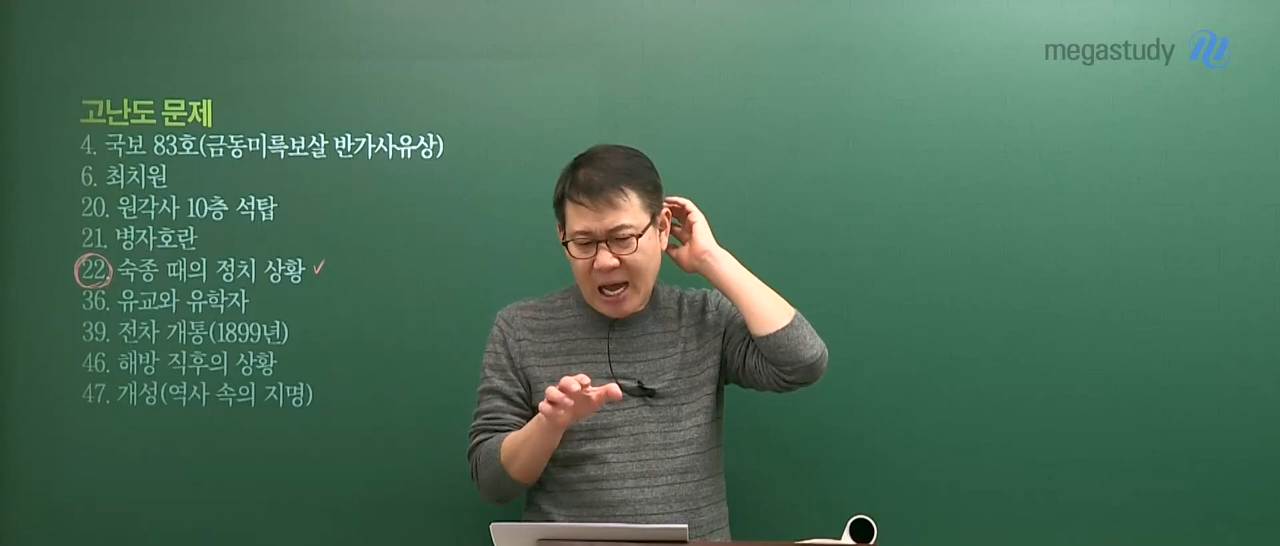 megastudy
고난도 문제
4. 국보 83호(금동미륵보살 반가사유상)
6. 최치원
20. 원각사 10층 석탑
21. 병자호란
22. 숙종 때의 정치 상황
36. 유교와 유학자
39. 전차 개통(1899년)
46. 해방 직후의 상황
47. 개성(역사 속의 지명)